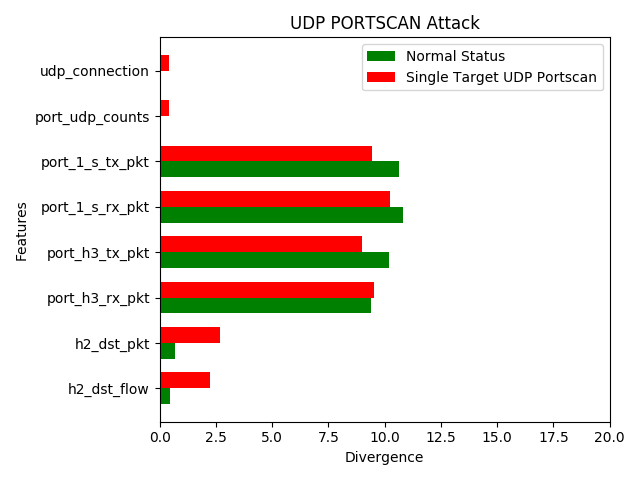 UDP PORTSCAN Attack
Normal Status
Single Target UDP Portscan
udp_connection
port_udp_counts
port_1_s_tx_pkt
port_1_s_rx_pkt
port_h3_tx_pkt
port_h3_rx_pkt
h2_dst_pkt
h2_dst_flow
Features
0.0 2.5 5.0 7.5 10.0 12.5 15.0 17.5 20.0
Divergence